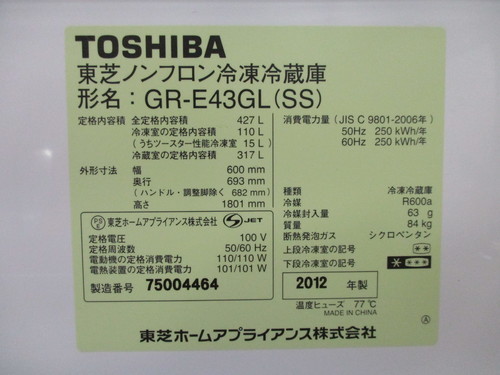 TOSHIBA
東芝ノンフロン冷凍冷蔵庫
形名：GR-E43GL(SS)
定格内容積 全定格内容積 427 L
冷凍室の定格内容積 110 L
(うちツースター性能冷凍室 15 L)
冷蔵室の定格内容積 317 L
外形寸法 幅 600 mm
奥行 693 mm
(ハンドル・調整脚除く 682 mm)
高さ 1801 mm
PS E 東芝ホームアプライアンス株式会社 S JET
定格電圧 100 V
定格周波数 50/60 Hz
電動機の定格消費電力 110/110 W
電熱装置の定格消費電力 101/101 W
製造番号 75004464
消費電力量 (JIS C 9801-2006年)
50Hz 250 kWh/年
60Hz 250 kWh/年
種類 冷凍冷蔵庫
冷媒 R600a
冷媒封入量 63 g
質量 84 kg
断熱発泡ガス シクロペンタン
上段冷凍室の記号 **
下段冷凍室の記号 ****
2012 年製
温度ヒューズ 77℃
MADE IN CHINA
東芝ホームアプライアンス株式会社
Ⓐ